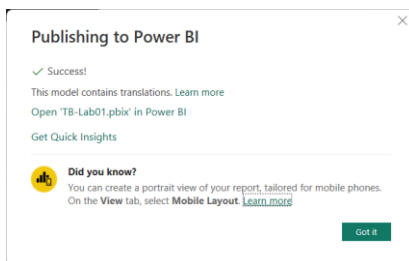 Publishing to Power BI
Success!
This model contains translations. Learn more
Open 'TB-Lab01.pbix' in Power BI
Get Quick Insights
Did you know?
You can create a portrait view of your report, tailored for mobile phones.
On the View tab, select Mobile Layout. Learn more
Got it